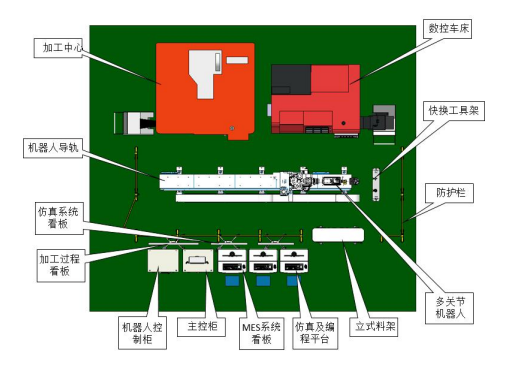 加工中心
数控车床
快换工具架
机器人导轨
防护栏
仿真系统
看板
加工过程
看板
机器人控
制柜
主控柜
MES系统
看板
仿真及编
程平台
立式料架
多关节
机器人